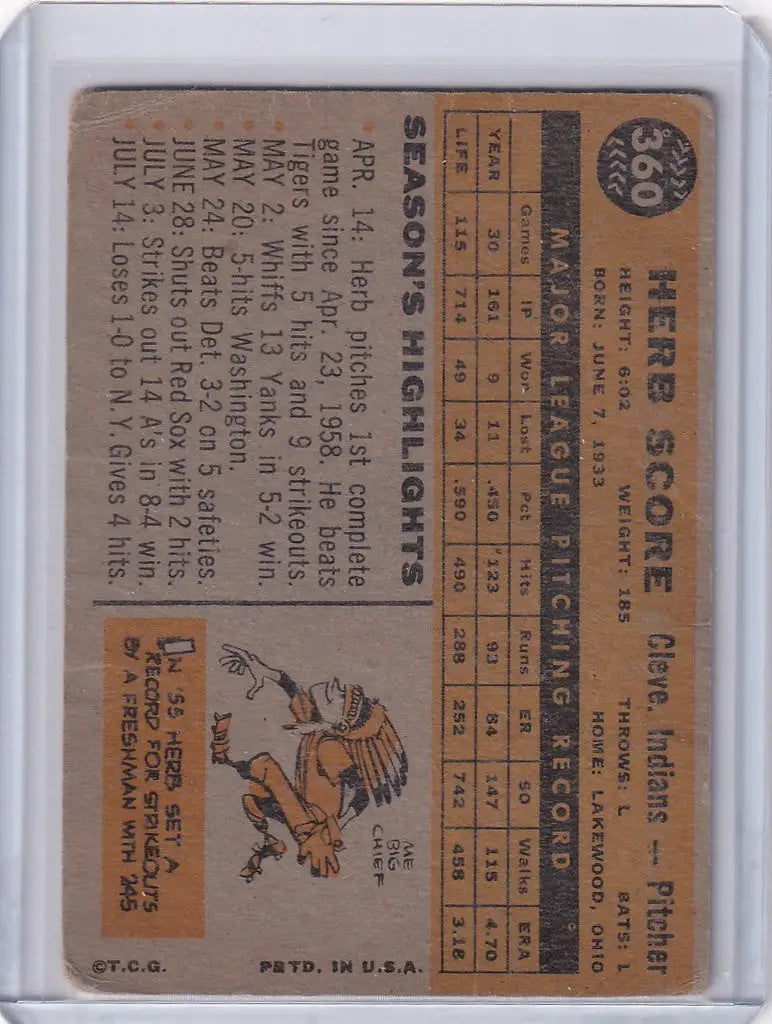 360
HERB SCORE Cleve. Indians — Pitcher
HEIGHT: 6:02 WEIGHT: 185 THROWS: L BATS: L
BORN: JUNE 7, 1933 HOME: LAKEWOOD, OHIO
MAJOR LEAGUE PITCHING RECORD
Games IP Won Lost Pct Hits Runs ER SO Walks ERA
YEAR 30 161 9 11 .450 123 93 84 147 115 4.70
LIFE 115 714 49 34 .590 490 288 252 742 458 3.18
SEASON'S HIGHLIGHTS
• APR. 14: Herb pitches 1st complete
game since Apr. 23, 1958. He beats
Tigers with 5 hits and 9 strikeouts.
• MAY 2: Whiffs 13 Yanks in 5-2 win.
• MAY 20: 5-hits Washington.
• MAY 24: Beats Det. 3-2 on 5 safeties.
• JUNE 28: Shuts out Red Sox with 2 hits.
• JULY 3: Strikes out 14 A's in 8-4 win.
• JULY 14: Loses 1-0 to N.Y. Gives 4 hits.
ME
BIG
CHIEF
IN '55 HERB SET A
RECORD FOR STRIKEOUTS
BY A FRESHMAN WITH 245
©T.C.G. PRTD. IN U.S.A.